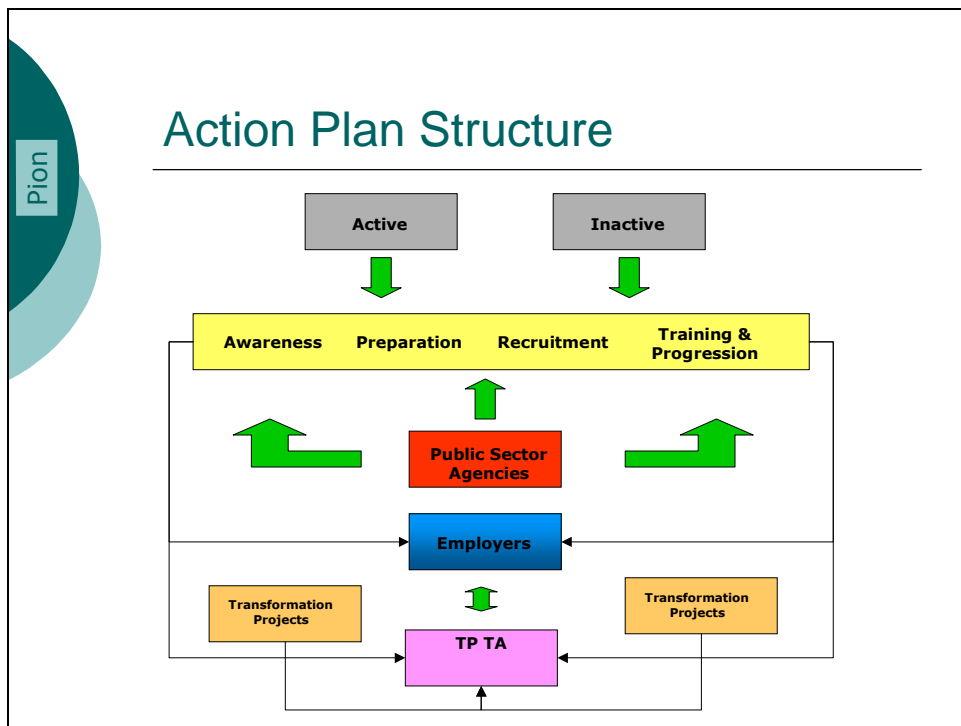 Pion
Action Plan Structure
Active
Inactive
Awareness Preparation Recruitment Training &
Progression
Public Sector
Agencies
Employers
Transformation
Projects
Transformation
Projects
TP TA